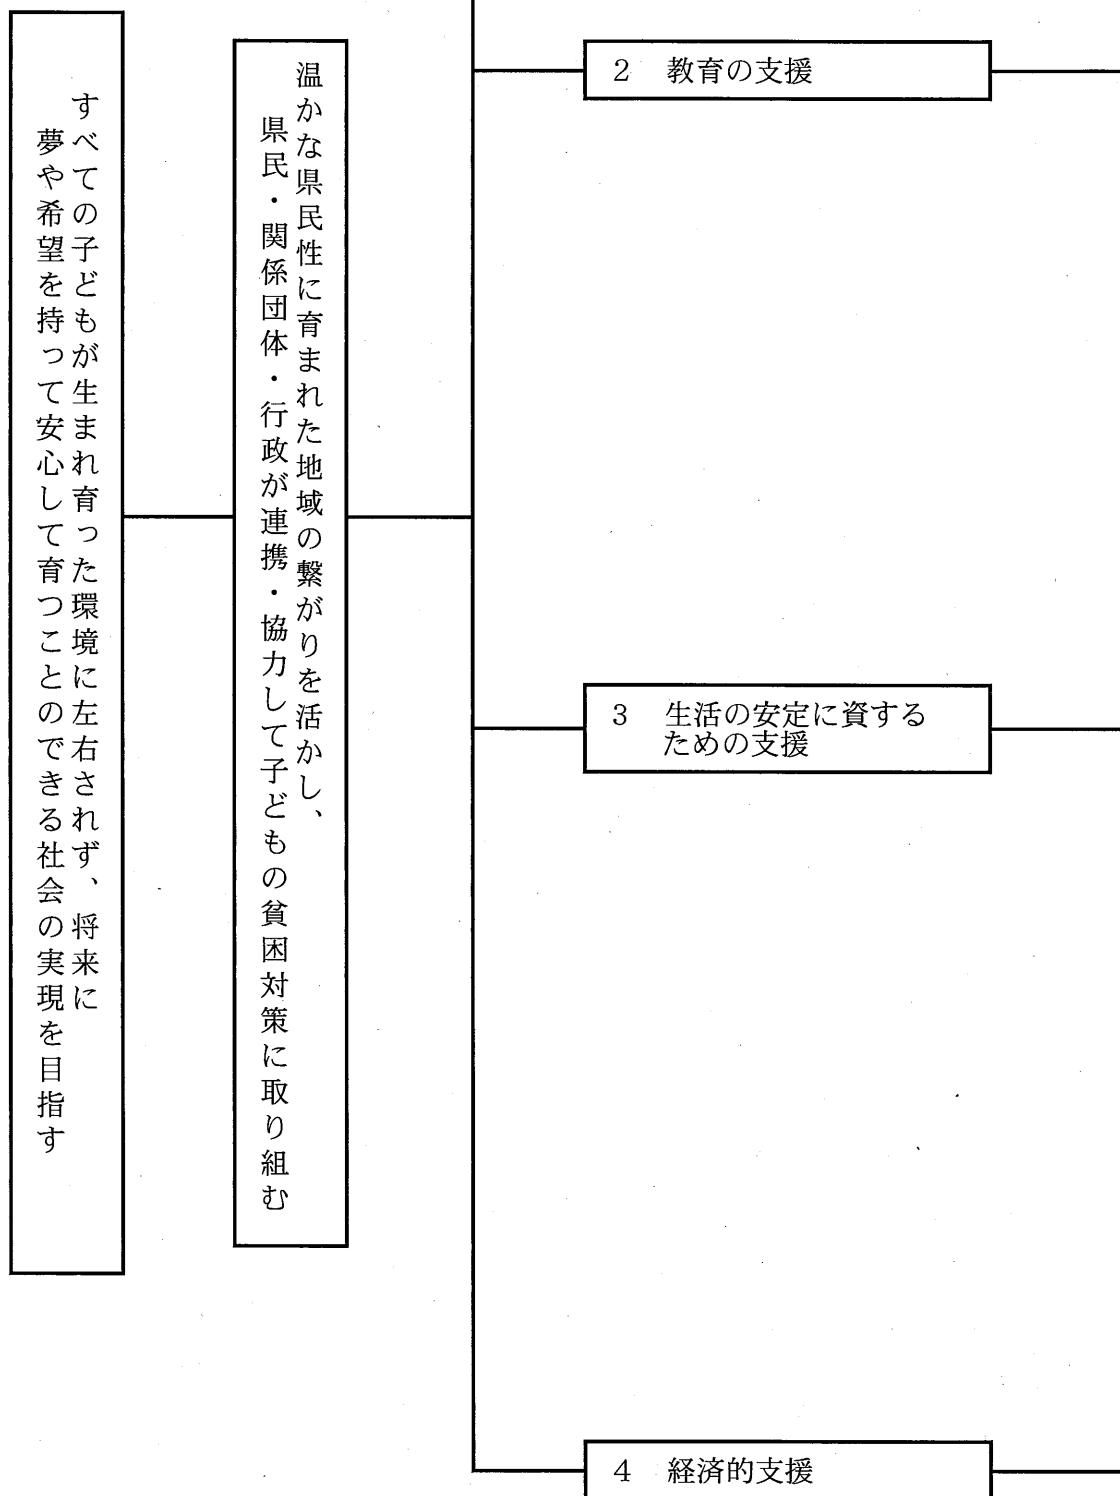 すべての子どもが生まれ育った環境に左右されず、将来に
夢や希望を持って安心して育つことのできる社会の実現を目指す
温かな県民性に育まれた地域の繋がりを活かし、
県民・関係団体・行政が連携・協力して子どもの貧困対策に取り組む
2 教育の支援
3 生活の安定に資する
ための支援
4 経済的支援